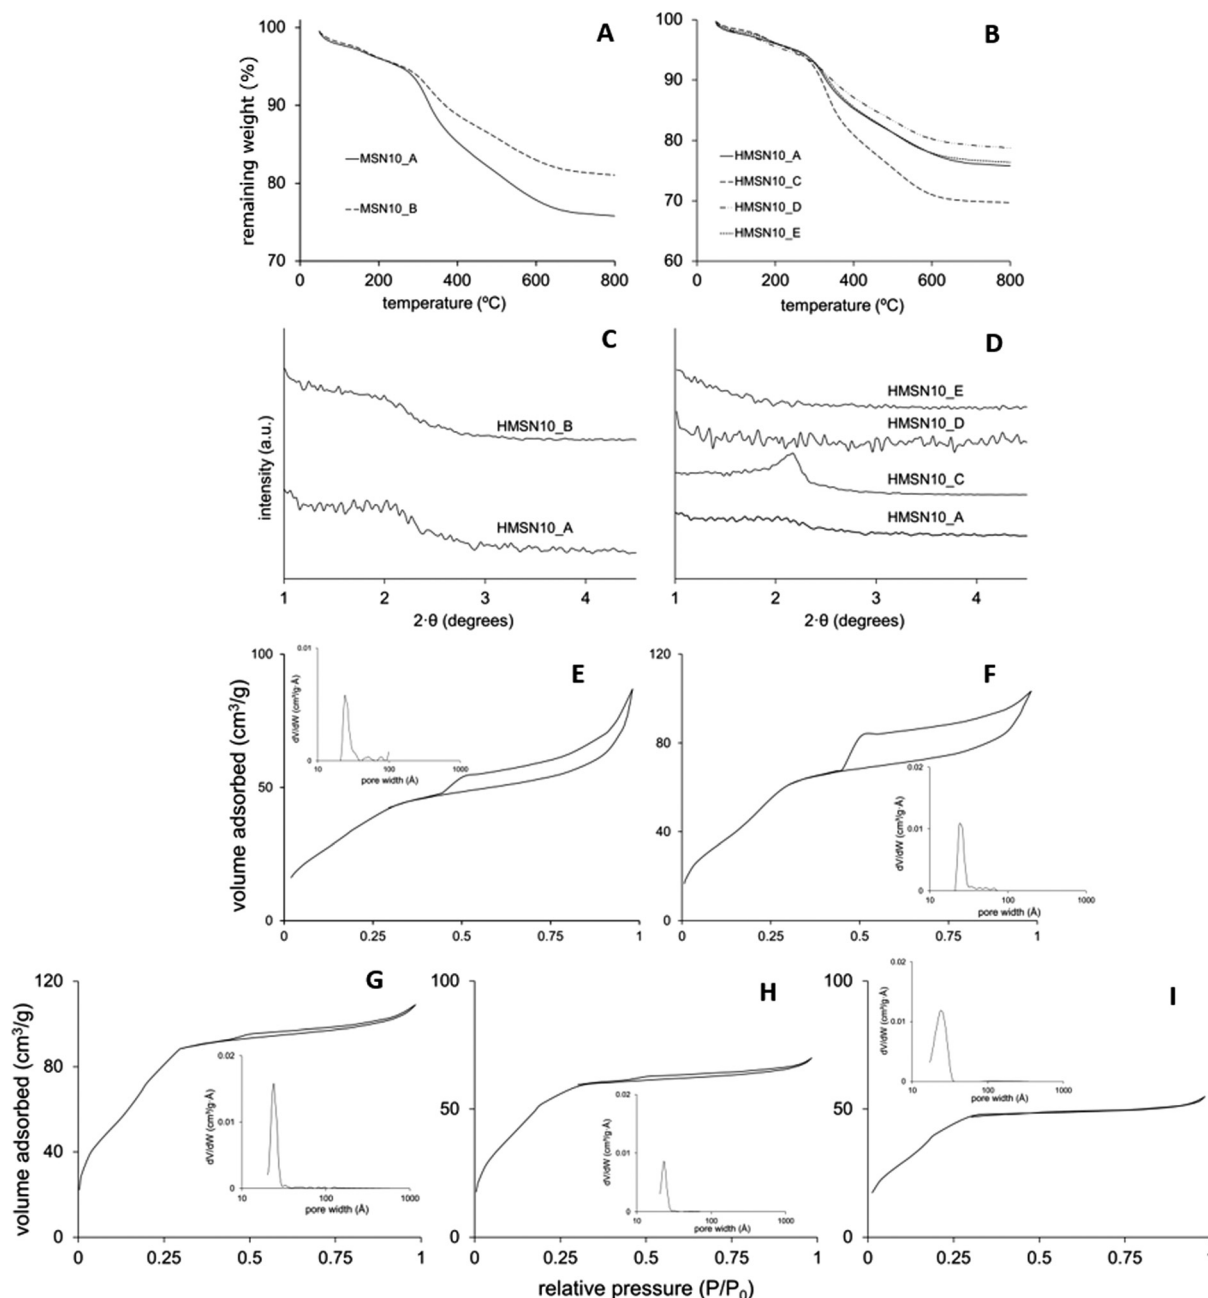 A
remaining weight (%)
100
90
80
70
0
200
400
600
800
temperature (ºC)
MSN10_A
MSN10_B
B
100
90
80
70
60
0
200
400
600
800
temperature (ºC)
HMSN10_A
HMSN10_C
HMSN10_D
HMSN10_E
C
intensity (a.u.)
HMSN10_B
HMSN10_A
1
2
3
4
2·θ (degrees)
D
HMSN10_E
HMSN10_D
HMSN10_C
HMSN10_A
1
2
3
4
2·θ (degrees)
E
volume adsorbed (cm³/g)
100
50
0
0
0.25
0.5
0.75
1
dV/dW (cm³/g·Å)
0.01
0
10
100
1000
pore width (Å)
F
120
80
40
0
0
0.25
0.5
0.75
1
dV/dW (cm³/g·Å)
0.02
0.01
0
10
100
1000
pore width (Å)
G
volume adsorbed (cm³/g)
120
80
40
0
0
0.25
0.5
0.75
1
dV/dW (cm³/g·Å)
0.02
0.01
0
10
100
1000
pore width (Å)
H
100
50
0
0
0.25
0.5
0.75
1
dV/dW (cm³/g·Å)
0.02
0.01
0
10
100
1000
pore width (Å)
I
100
50
0
0
0.25
0.5
0.75
1
dV/dW (cm³/g·Å)
0.02
0.01
0
10
100
1000
pore width (Å)
relative pressure (P/P₀)